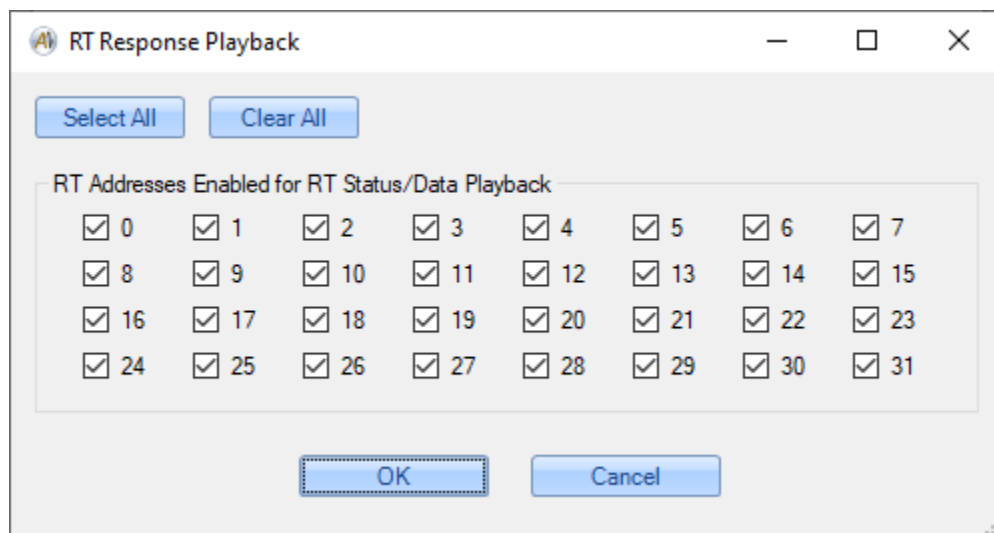 RT Response Playback
Select All Clear All
RT Addresses Enabled for RT Status/Data Playback
0 1 2 3 4 5 6 7
8 9 10 11 12 13 14 15
16 17 18 19 20 21 22 23
24 25 26 27 28 29 30 31
OK Cancel